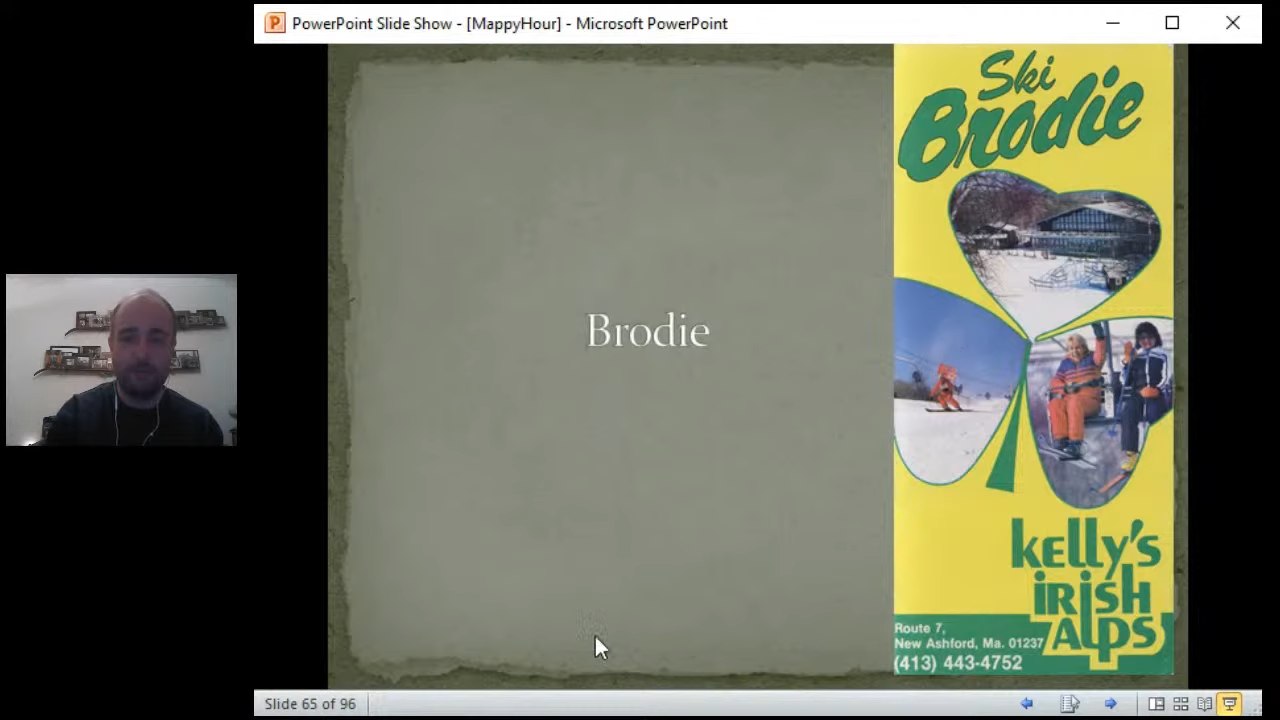 PowerPoint Slide Show - [MappyHour] - Microsoft PowerPoint
Ski
Brodie
Brodie
kelly's
iRish
Alps
Route 7,
New Ashford, Ma. 01237
(413) 443-4752
Slide 65 of 96